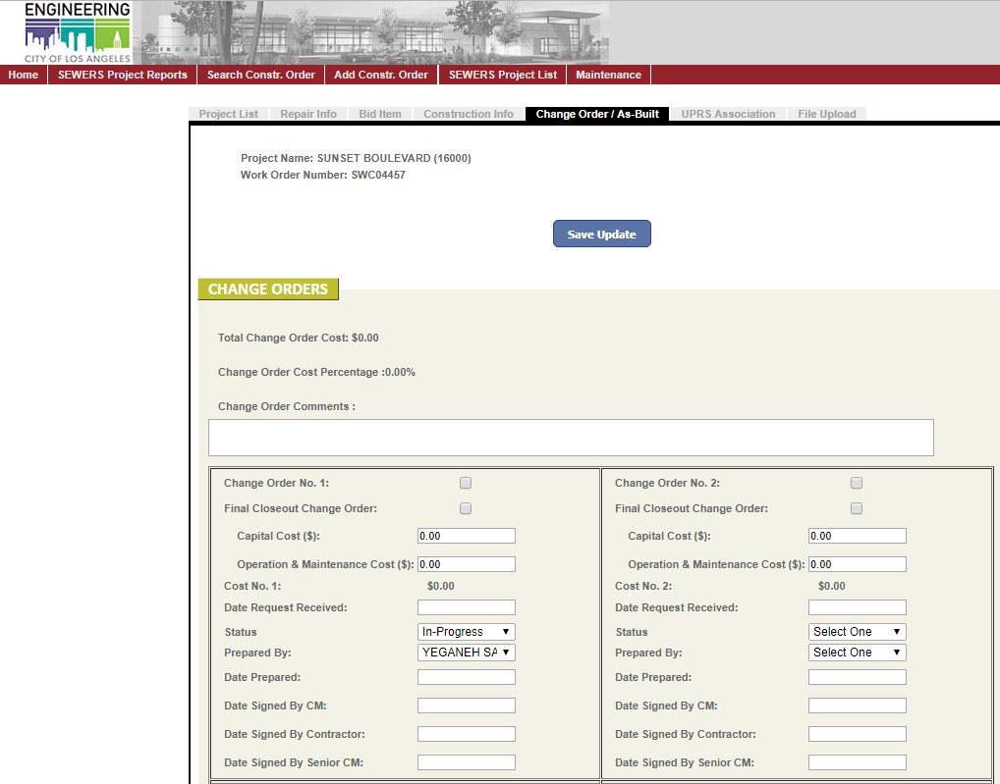 ENGINEERING
CITY OF LOS ANGELES
Home SEWERS Project Reports Search Constr. Order Add Constr. Order SEWERS Project List Maintenance
Project List Repair Info Bid Item Construction Info Change Order / As-Built UPRS Association File Upload
Project Name: SUNSET BOULEVARD (16000)
Work Order Number: SWC04457
Save Update
CHANGE ORDERS
Total Change Order Cost: $0.00
Change Order Cost Percentage :0.00%
Change Order Comments :
Change Order No. 1: Change Order No. 2:
Final Closeout Change Order: Final Closeout Change Order:
Capital Cost ($): 0.00 Capital Cost ($): 0.00
Operation & Maintenance Cost ($): 0.00 Operation & Maintenance Cost ($): 0.00
Cost No. 1: $0.00 Cost No. 2: $0.00
Date Request Received: Date Request Received:
Status In-Progress Status Select One
Prepared By: YEGANEH SA Prepared By: Select One
Date Prepared: Date Prepared:
Date Signed By CM: Date Signed By CM:
Date Signed By Contractor: Date Signed By Contractor:
Date Signed By Senior CM: Date Signed By Senior CM: